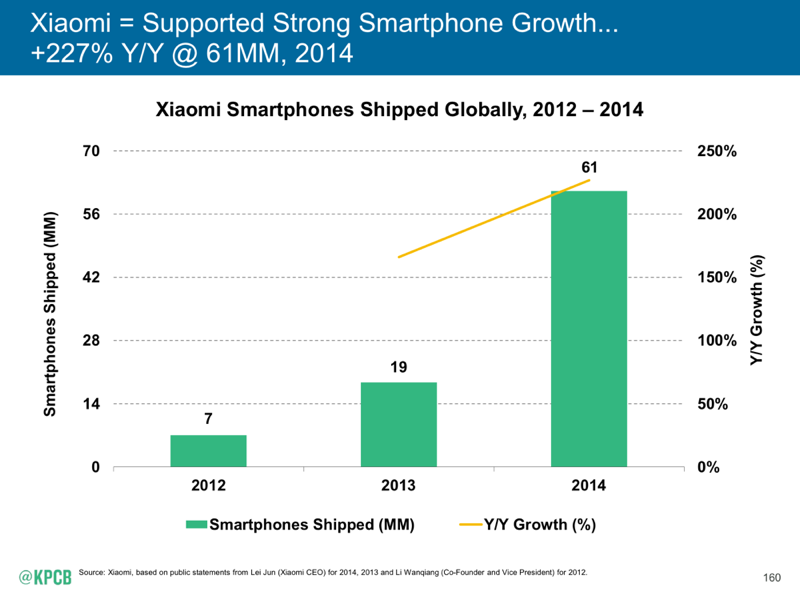 Xiaomi = Supported Strong Smartphone Growth...
+227% Y/Y @ 61MM, 2014
Xiaomi Smartphones Shipped Globally, 2012 – 2014
70
56
42
28
14
0
Smartphones Shipped (MM)
7
19
61
250%
200%
150%
100%
50%
0%
Y/Y Growth (%)
2012
2013
2014
Smartphones Shipped (MM)
Y/Y Growth (%)
@KPCB
Source: Xiaomi, based on public statements from Lei Jun (Xiaomi CEO) for 2014, 2013 and Li Wanqiang (Co-Founder and Vice President) for 2012.
160